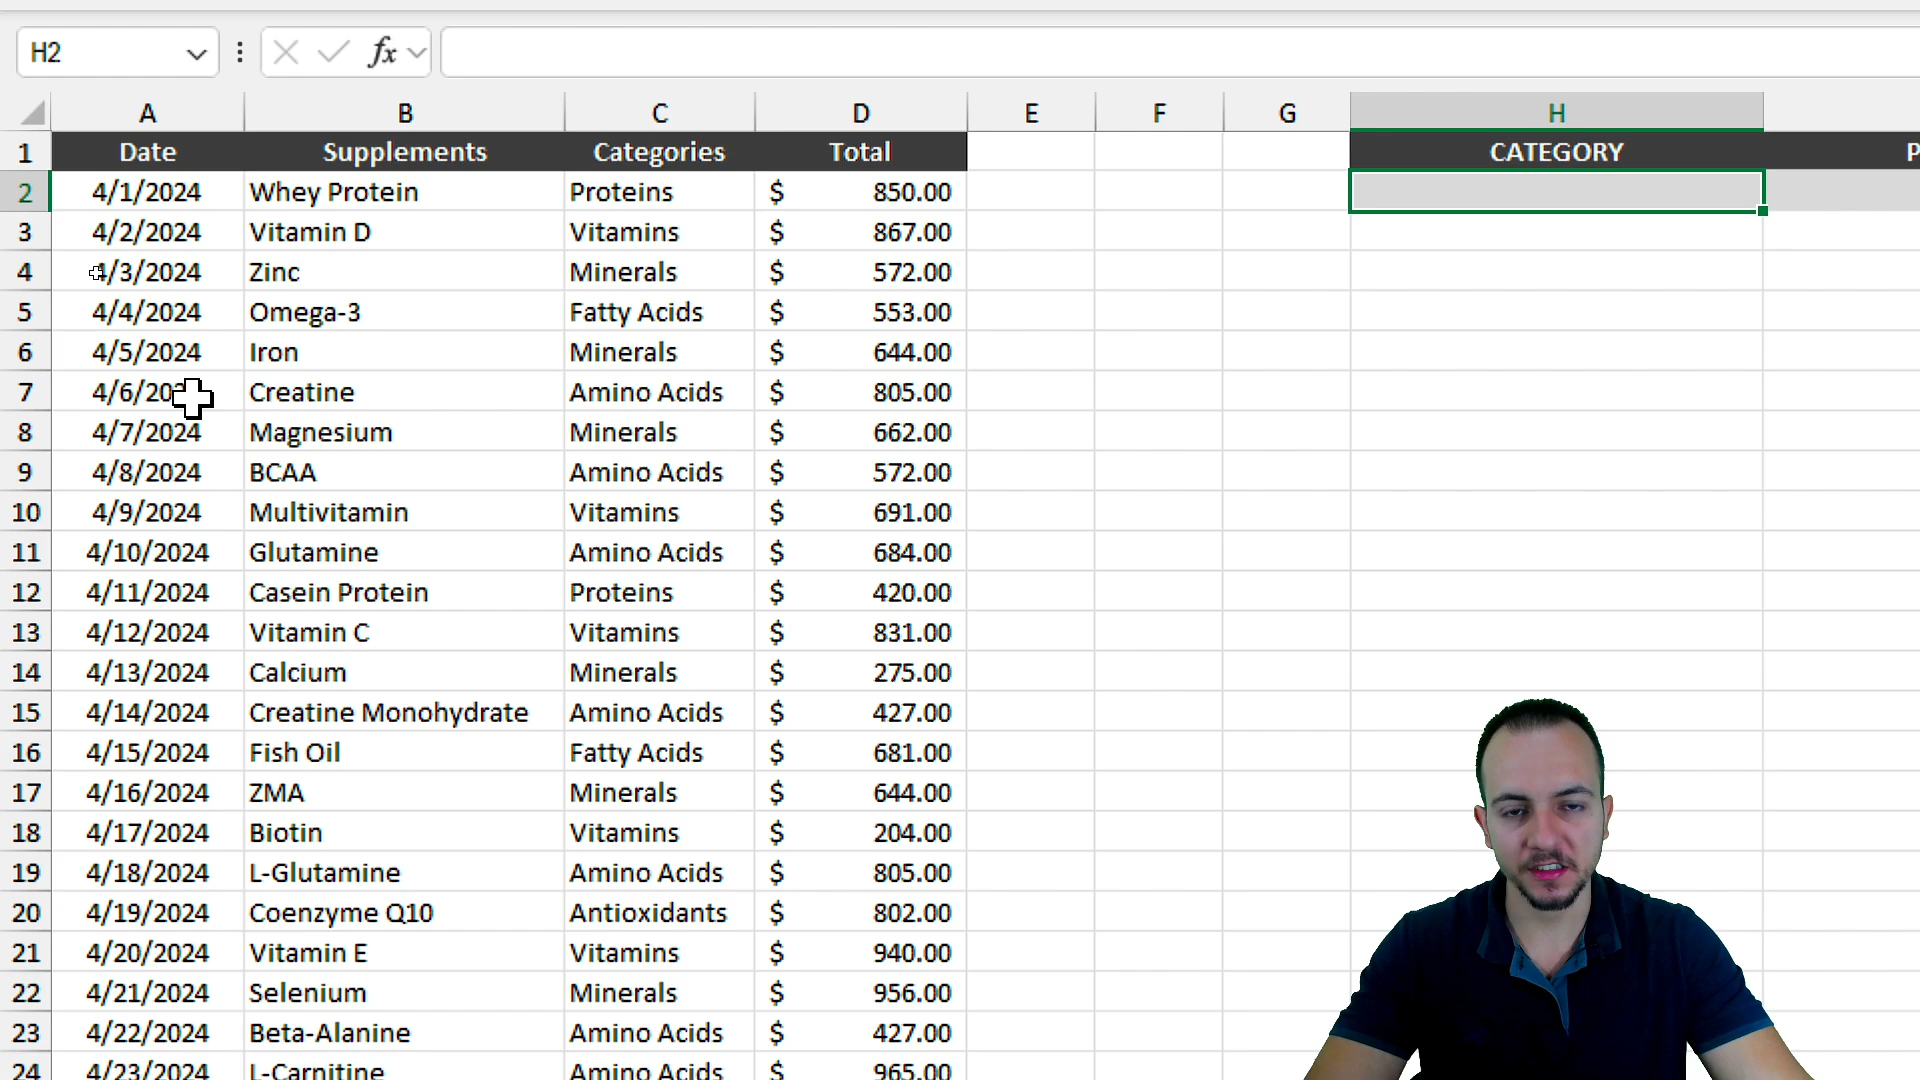 H2 fx
A B C D E F G H
1 Date Supplements Categories Total CATEGORY P
2 4/1/2024 Whey Protein Proteins $ 850.00
3 4/2/2024 Vitamin D Vitamins $ 867.00
4 4/3/2024 Zinc Minerals $ 572.00
5 4/4/2024 Omega-3 Fatty Acids $ 553.00
6 4/5/2024 Iron Minerals $ 644.00
7 4/6/20 Creatine Amino Acids $ 805.00
8 4/7/2024 Magnesium Minerals $ 662.00
9 4/8/2024 BCAA Amino Acids $ 572.00
10 4/9/2024 Multivitamin Vitamins $ 691.00
11 4/10/2024 Glutamine Amino Acids $ 684.00
12 4/11/2024 Casein Protein Proteins $ 420.00
13 4/12/2024 Vitamin C Vitamins $ 831.00
14 4/13/2024 Calcium Minerals $ 275.00
15 4/14/2024 Creatine Monohydrate Amino Acids $ 427.00
16 4/15/2024 Fish Oil Fatty Acids $ 681.00
17 4/16/2024 ZMA Minerals $ 644.00
18 4/17/2024 Biotin Vitamins $ 204.00
19 4/18/2024 L-Glutamine Amino Acids $ 805.00
20 4/19/2024 Coenzyme Q10 Antioxidants $ 802.00
21 4/20/2024 Vitamin E Vitamins $ 940.00
22 4/21/2024 Selenium Minerals $ 956.00
23 4/22/2024 Beta-Alanine Amino Acids $ 427.00
24 4/23/2024 L-Carnitine Amino Acids $ 965.00